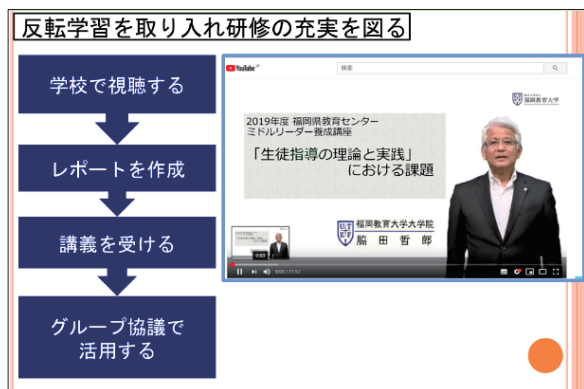 反転学習を取り入れ研修の充実を図る
学校で視聴する
レポートを作成
講義を受ける
グループ協議で
活用する
YouTube
検索
福岡教育大学
2019年度 福岡県教育センター
ミドルリーダー養成講座
「生徒指導の理論と実践」
における課題
福岡教育大学大学院
脇田哲郎
0:03